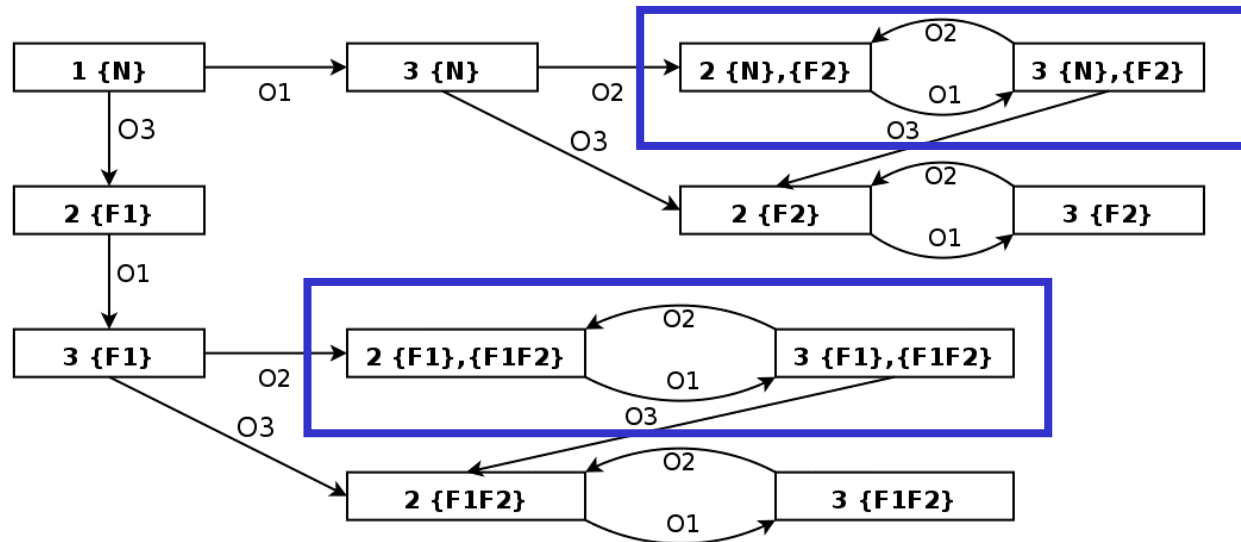 O2
1 {N}
3 {N}
2 {N},{F2}
3 {N},{F2}
O1
O2
O1
O3
O3
O3
O2
2 {F1}
2 {F2}
3 {F2}
O1
O1
O2
3 {F1}
2 {F1},{F1F2}
3 {F1},{F1F2}
O2
O1
O3
O3
O2
2 {F1F2}
3 {F1F2}
O1